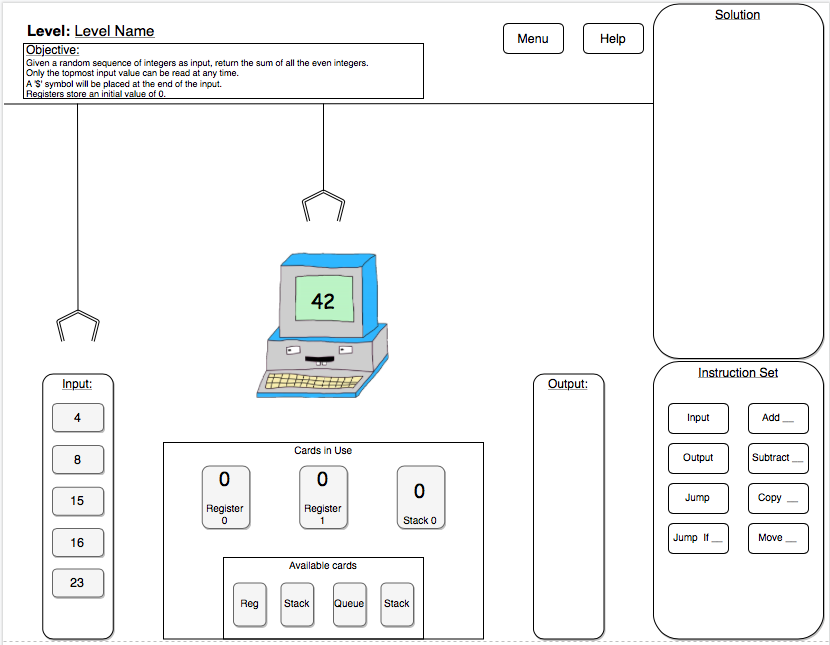 Level: Level Name
Objective:
Given a random sequence of integers as input, return the sum of all the even integers.
Only the topmost input value can be read at any time.
A '$' symbol will be placed at the end of the input.
Registers store an initial value of 0.
Menu
Help
Solution
42
Input:
4
8
15
16
23
Cards in Use
0
Register
0
0
Register
1
0
Stack 0
Available cards
Reg
Stack
Queue
Stack
Output:
Instruction Set
Input
Add __
Output
Subtract __
Jump
Copy __
Jump If __
Move __